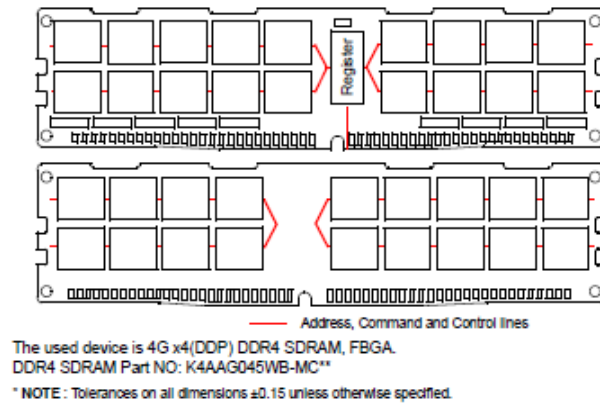 Register
Address, Command and Control lines
The used device is 4G x4(DDP) DDR4 SDRAM, FBGA.
DDR4 SDRAM Part NO: K4AAG045WB-MC**
* NOTE : Tolerances on all dimensions ±0.15 unless otherwise specified.